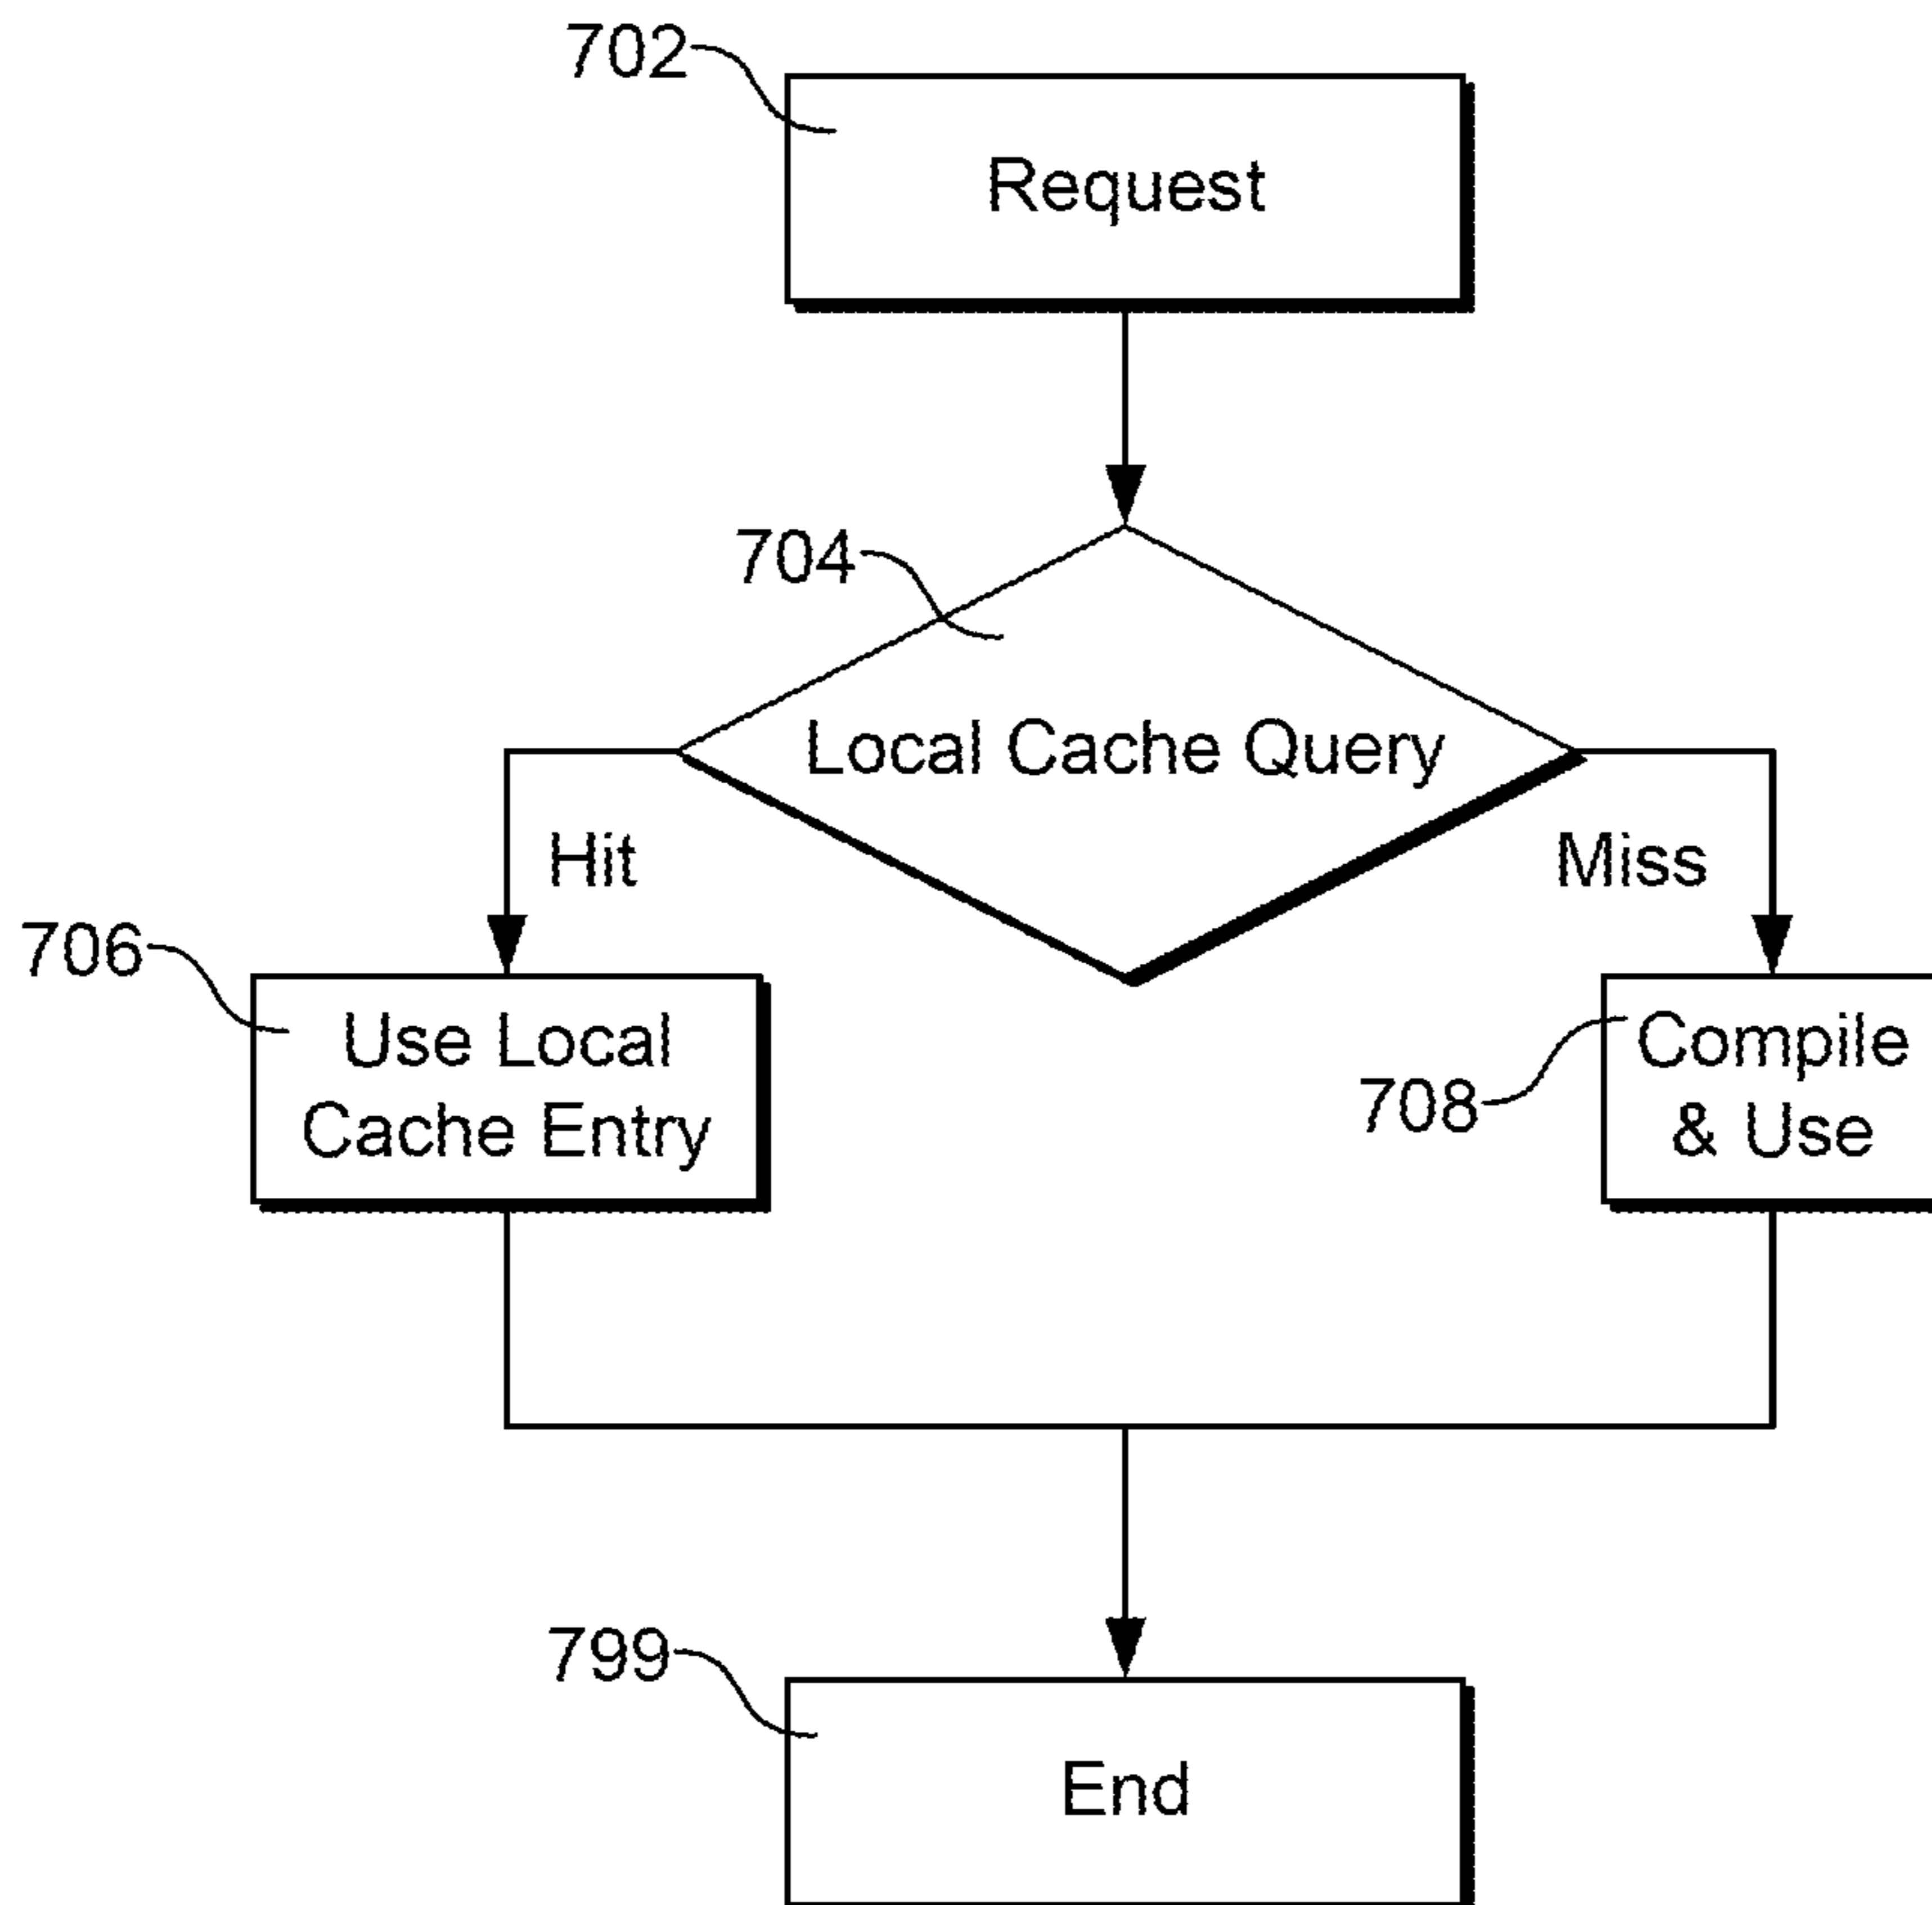 702
Request
704
Local Cache Query
Hit
Miss
706
Use Local
Cache Entry
708
Compile
& Use
799
End